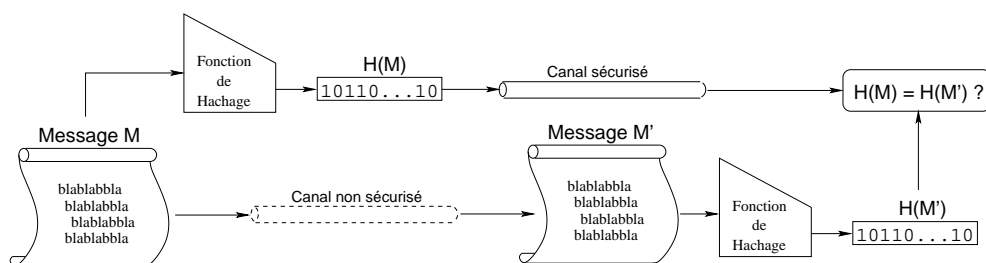 Fonction
de
Hachage
H(M)
10110...10
Canal sécurisé
H(M) = H(M') ?
Message M
blablabbla
blablabbla
blablabbla
blablabbla
Canal non sécurisé
Message M'
blablabbla
blablabbla
blablabbla
blablabbla
Fonction
de
Hachage
H(M')
10110...10